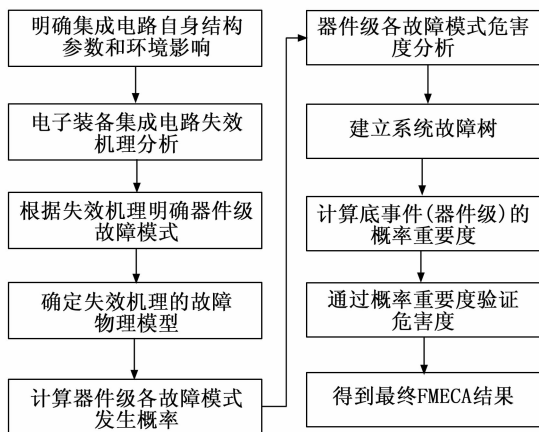 明确集成电路自身结构
参数和环境影响
电子装备集成电路失效
机理分析
根据失效机理明确器件级
故障模式
确定失效机理的故障
物理模型
计算器件级各故障模式
发生概率
器件级各故障模式危害
度分析
建立系统故障树
计算底事件(器件级)的
概率重要度
通过概率重要度验证
危害度
得到最终FMECA结果